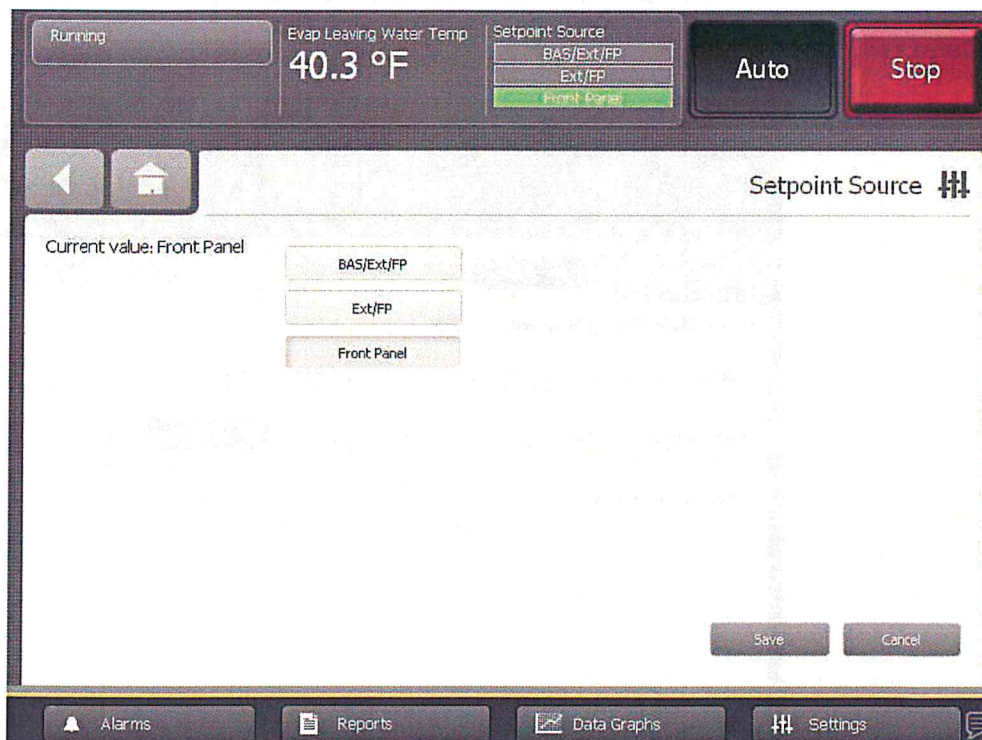 Running
Evap Leaving Water Temp
40.3 °F
Setpoint Source
BAS/Ext/FP
Ext/FP
Front Panel
Auto
Stop
Setpoint Source
Current value: Front Panel
BAS/Ext/FP
Ext/FP
Front Panel
Save
Cancel
Alarms
Reports
Data Graphs
Settings